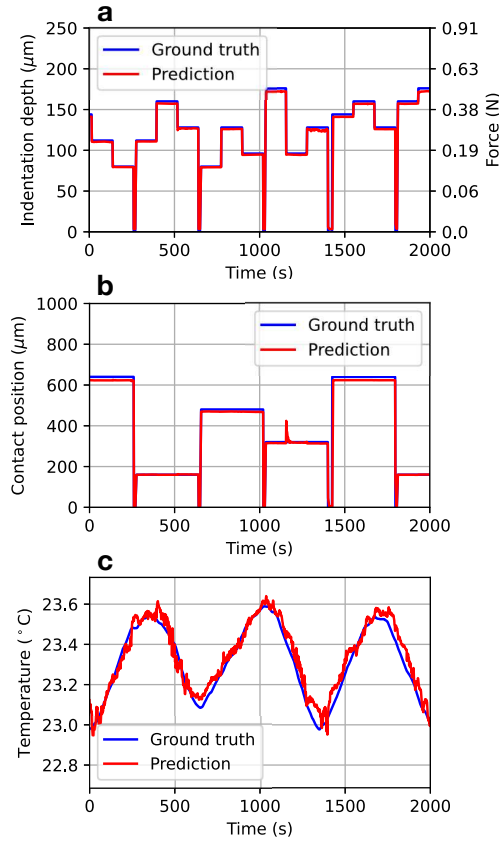 a
Ground truth
Prediction
Indentation depth (μm)
250
200
150
100
50
0
0.91
0.63
0.38
0.19
0.06
0.0
Force (N)
0
500
1000
1500
2000
Time (s)
b
Ground truth
Prediction
Contact position (μm)
1000
800
600
400
200
0
0
500
1000
1500
2000
Time (s)
c
Temperature (°C)
23.6
23.4
23.2
23.0
22.8
Ground truth
Prediction
0
500
1000
1500
2000
Time (s)